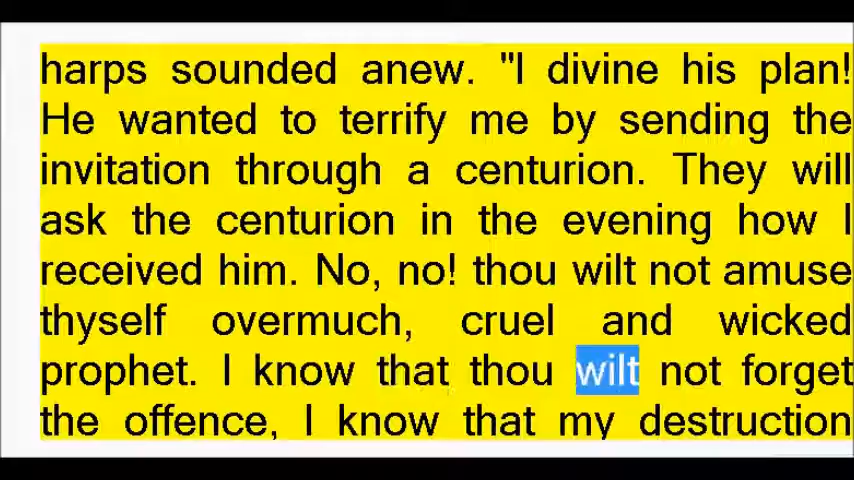 harps sounded anew. "I divine his plan!
He wanted to terrify me by sending the
invitation through a centurion. They will
ask the centurion in the evening how I
received him. No, no! thou wilt not amuse
thyself overmuch, cruel and wicked
prophet. I know that thou wilt not forget
the offence, I know that my destruction